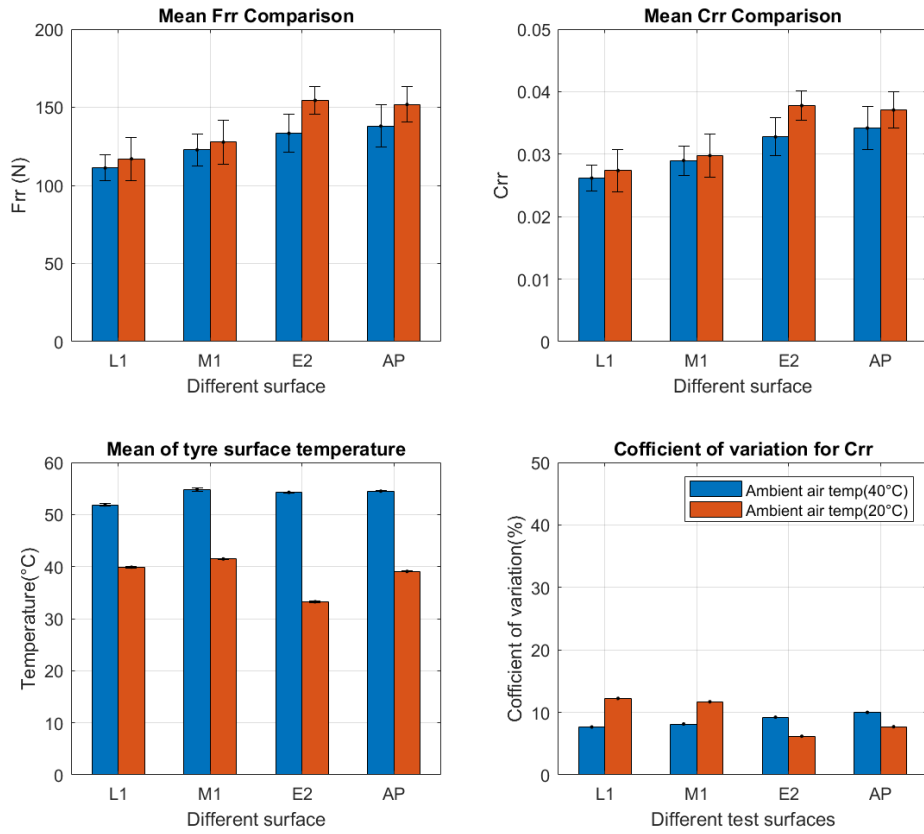 Mean Frr Comparison
200
150
100
50
0
Frr (N)
L1 M1 E2 AP
Different surface
Mean Crr Comparison
0.05
0.04
0.03
0.02
0.01
0
Crr
L1 M1 E2 AP
Different surface
Mean of tyre surface temperature
60
50
40
30
20
10
0
Temperature(°C)
L1 M1 E2 AP
Different surface
Cofficient of variation for Crr
50
40
30
20
10
0
Cofficient of variation(%)
Ambient air temp(40°C)
Ambient air temp(20°C)
L1 M1 E2 AP
Different test surfaces